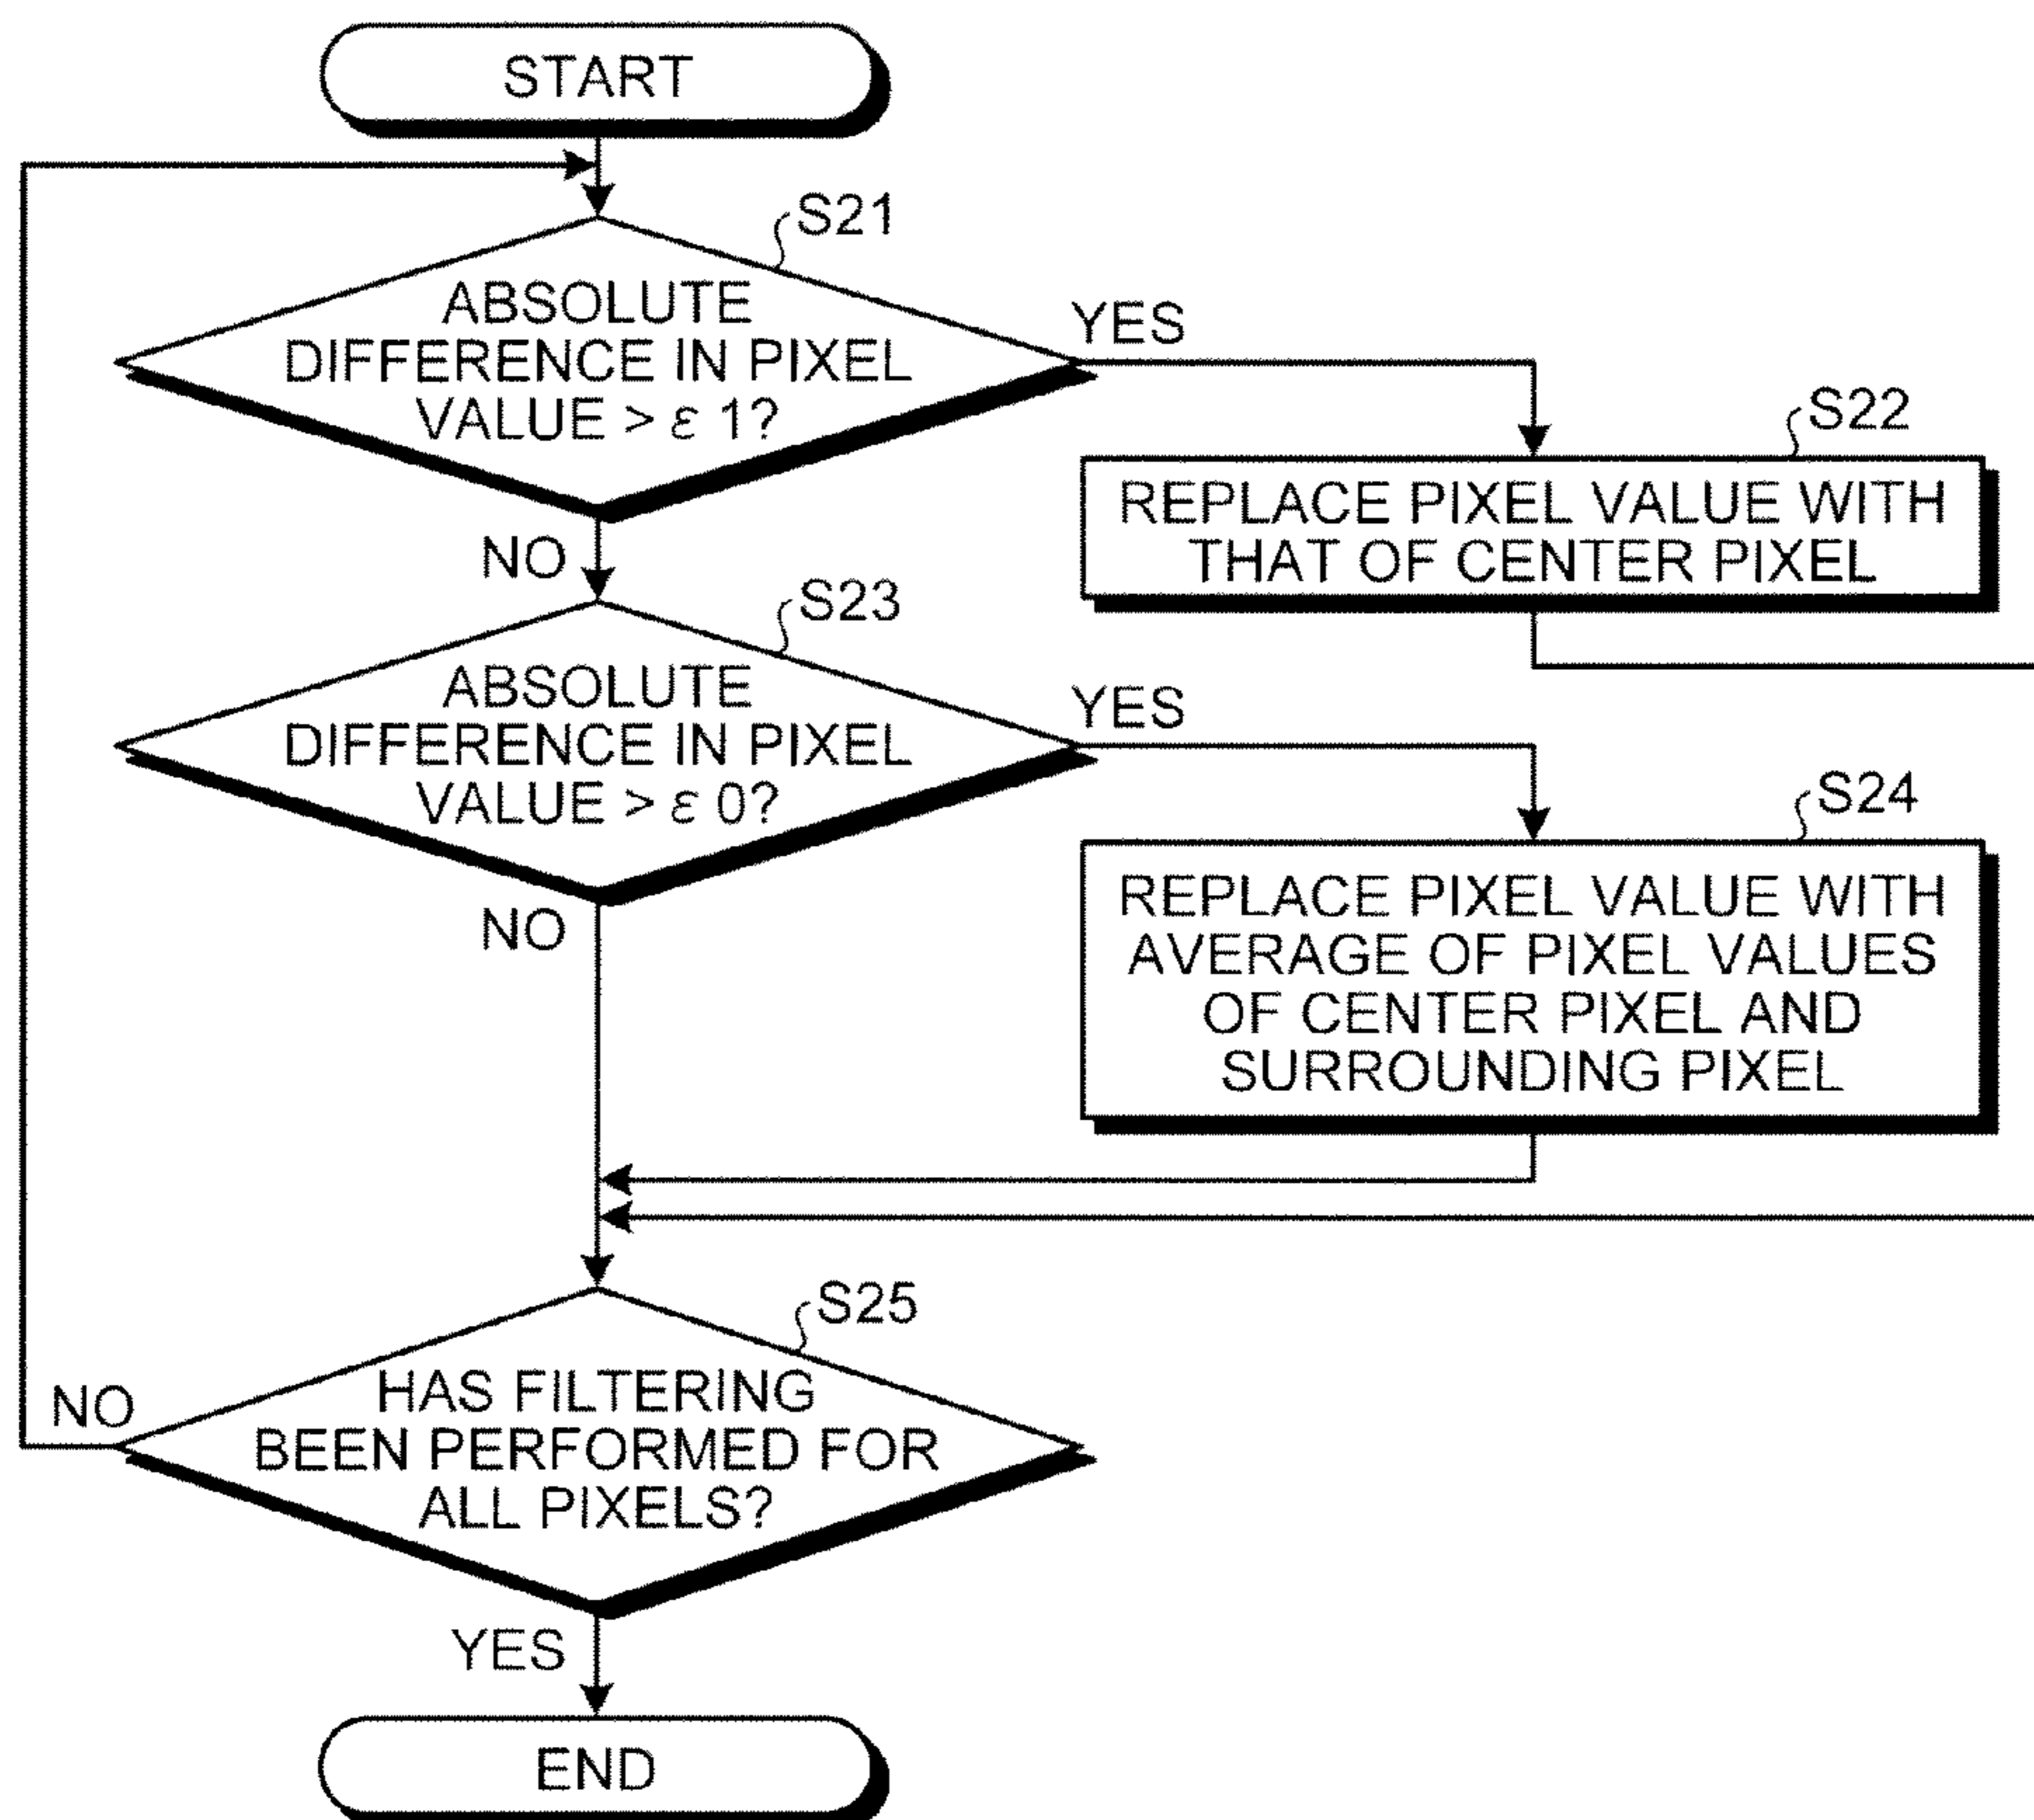 START
S21
ABSOLUTE
DIFFERENCE IN PIXEL
VALUE > ε 1?
YES
NO
S22
REPLACE PIXEL VALUE WITH
THAT OF CENTER PIXEL
S23
ABSOLUTE
DIFFERENCE IN PIXEL
VALUE > ε 0?
YES
NO
S24
REPLACE PIXEL VALUE WITH
AVERAGE OF PIXEL VALUES
OF CENTER PIXEL AND
SURROUNDING PIXEL
S25
HAS FILTERING
BEEN PERFORMED FOR
ALL PIXELS?
NO
YES
END